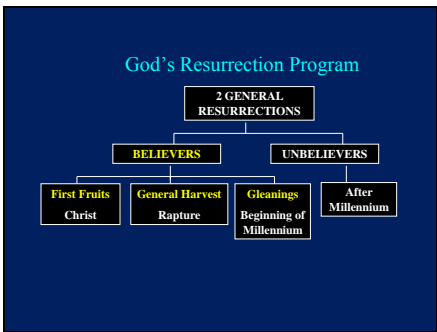 God's Resurrection Program
2 GENERAL
RESURRECTIONS
BELIEVERS
UNBELIEVERS
First Fruits
Christ
General Harvest
Rapture
Gleanings
Beginning of
Millennium
After
Millennium